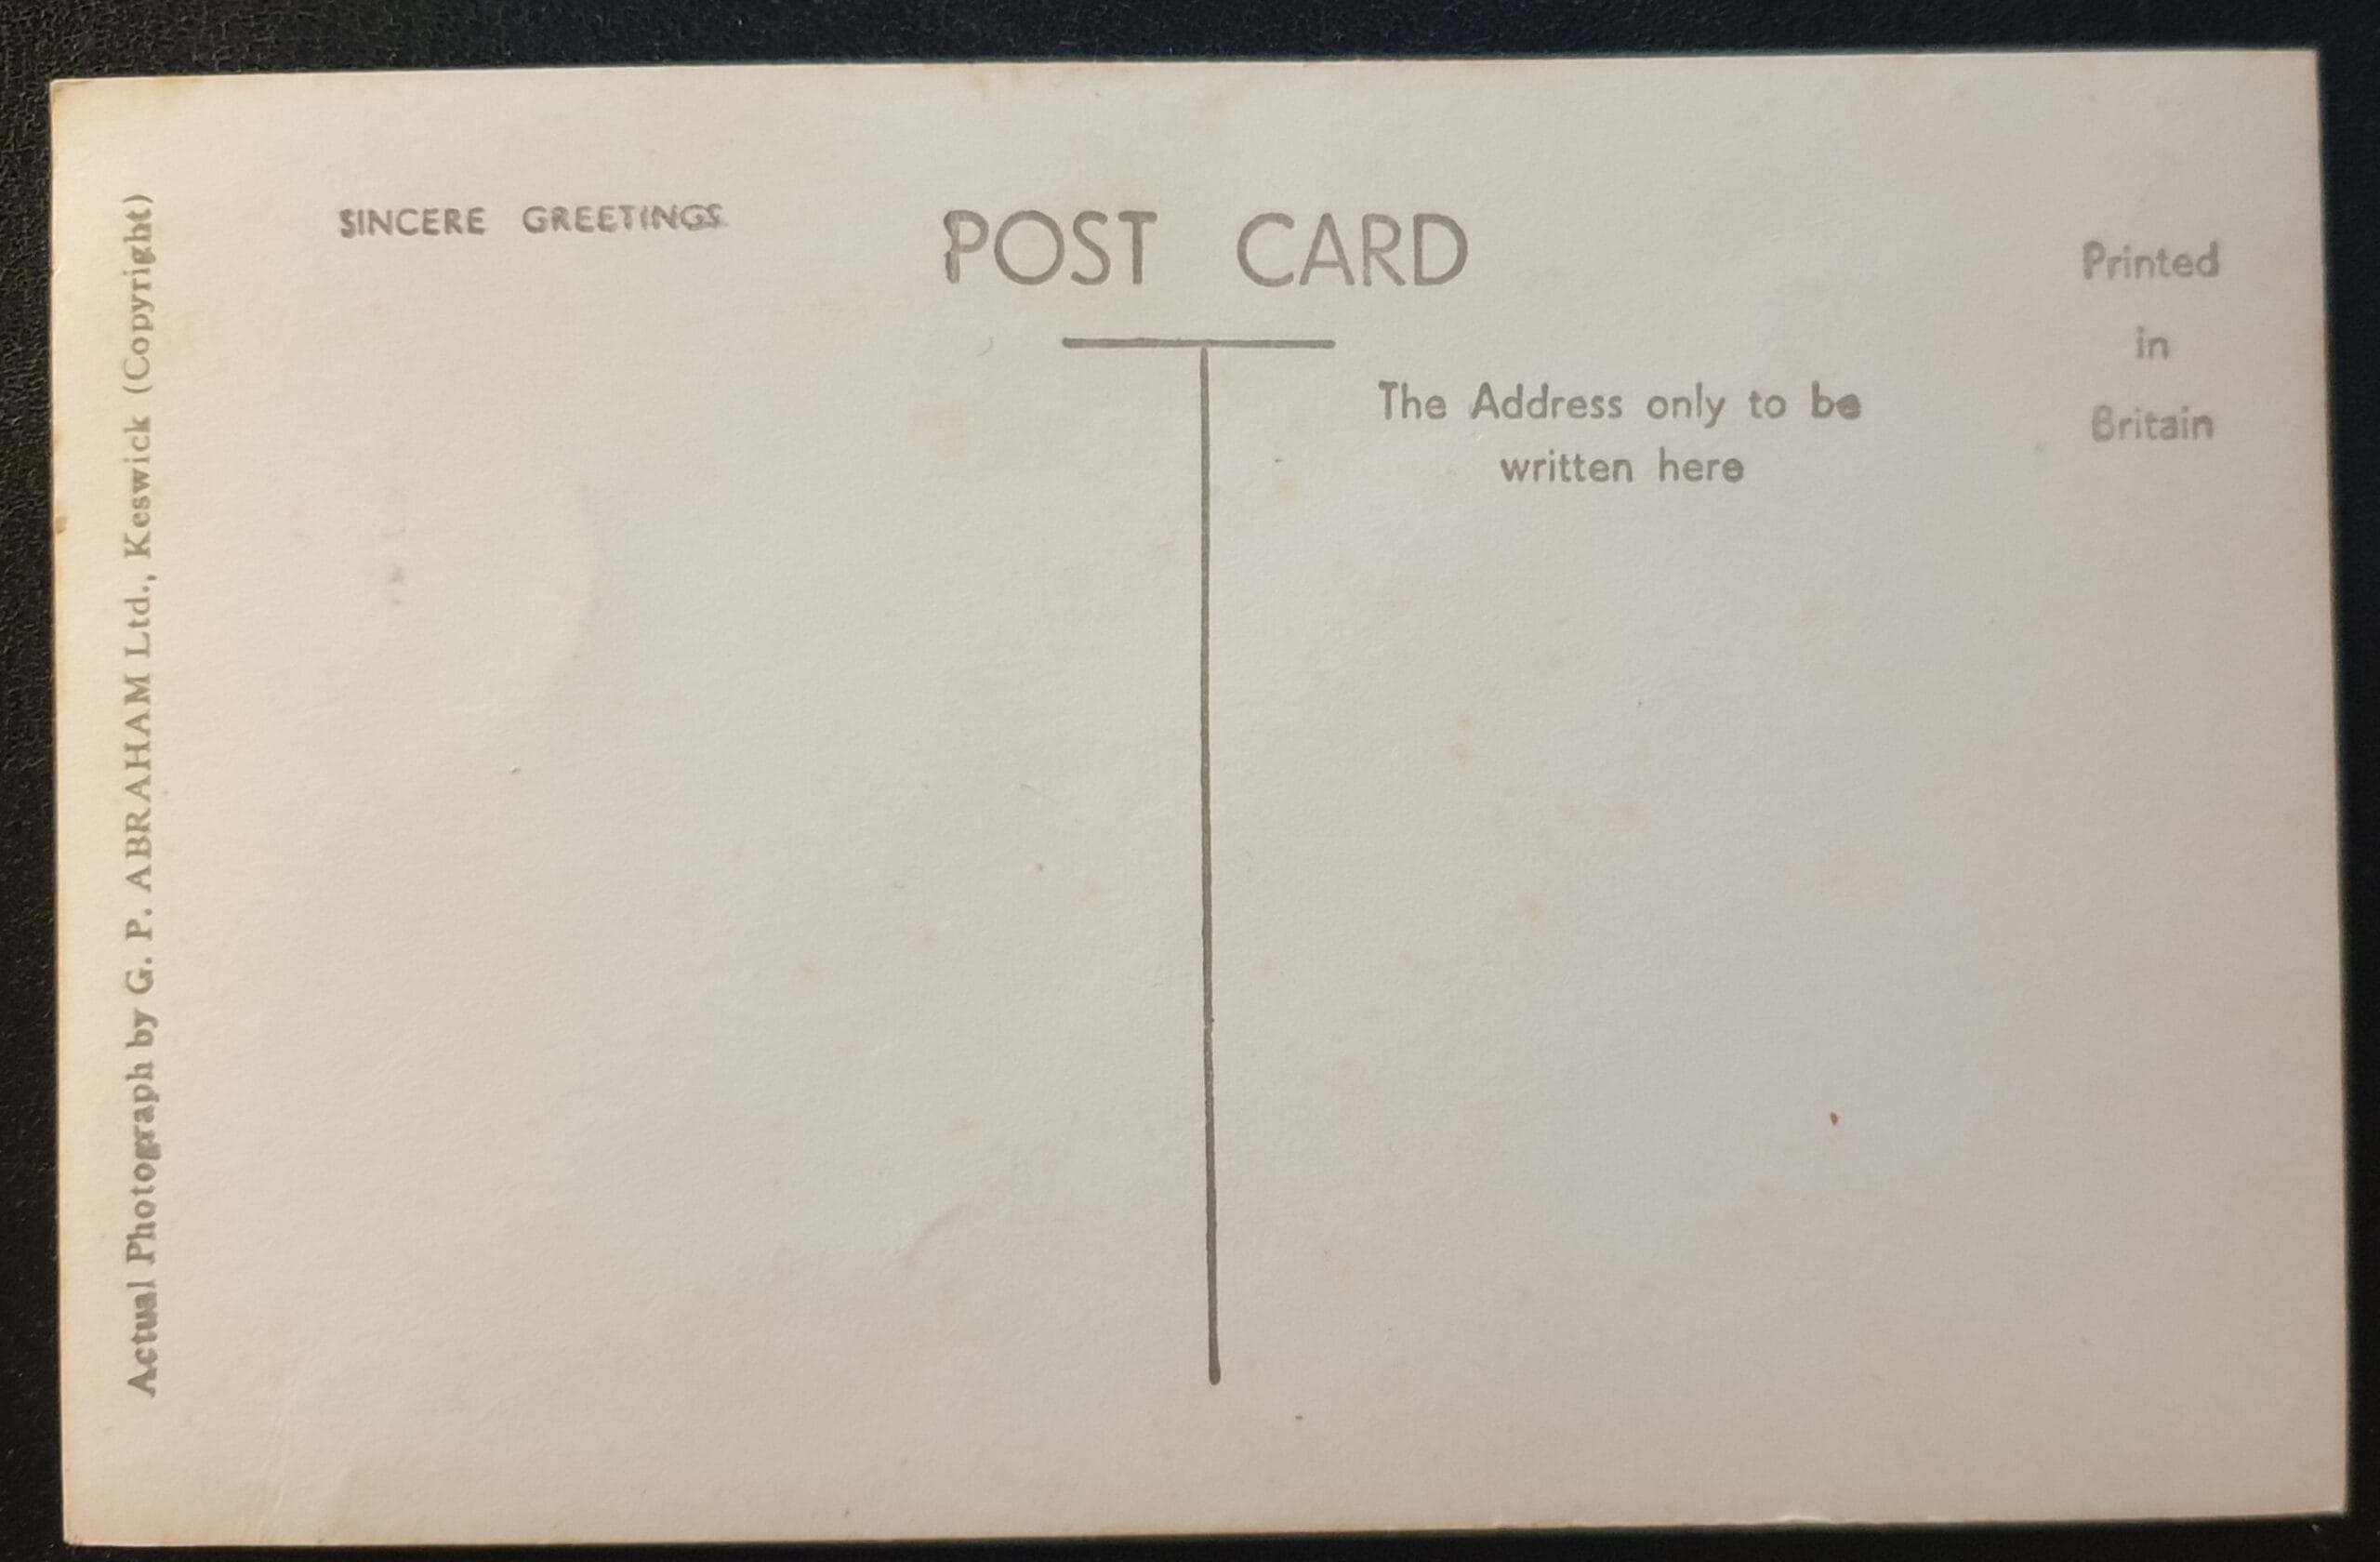 SINCERE GREETINGS
POST CARD
Printed
in
Britain
The Address only to be
written here
Actual Photograph by G. P. ABRAHAM Ltd., Keswick (Copyright)